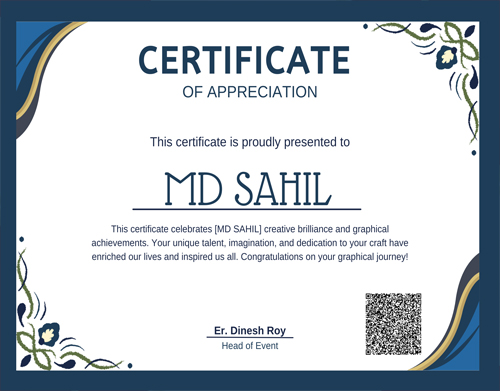 CERTIFICATE
OF APPRECIATION
This certificate is proudly presented to
MD SAHIL
This certificate celebrates [MD SAHIL] creative brilliance and graphical
achievements. Your unique talent, imagination, and dedication to your craft have
enriched our lives and inspired us all. Congratulations on your graphical journey!
Er. Dinesh Roy
Head of Event